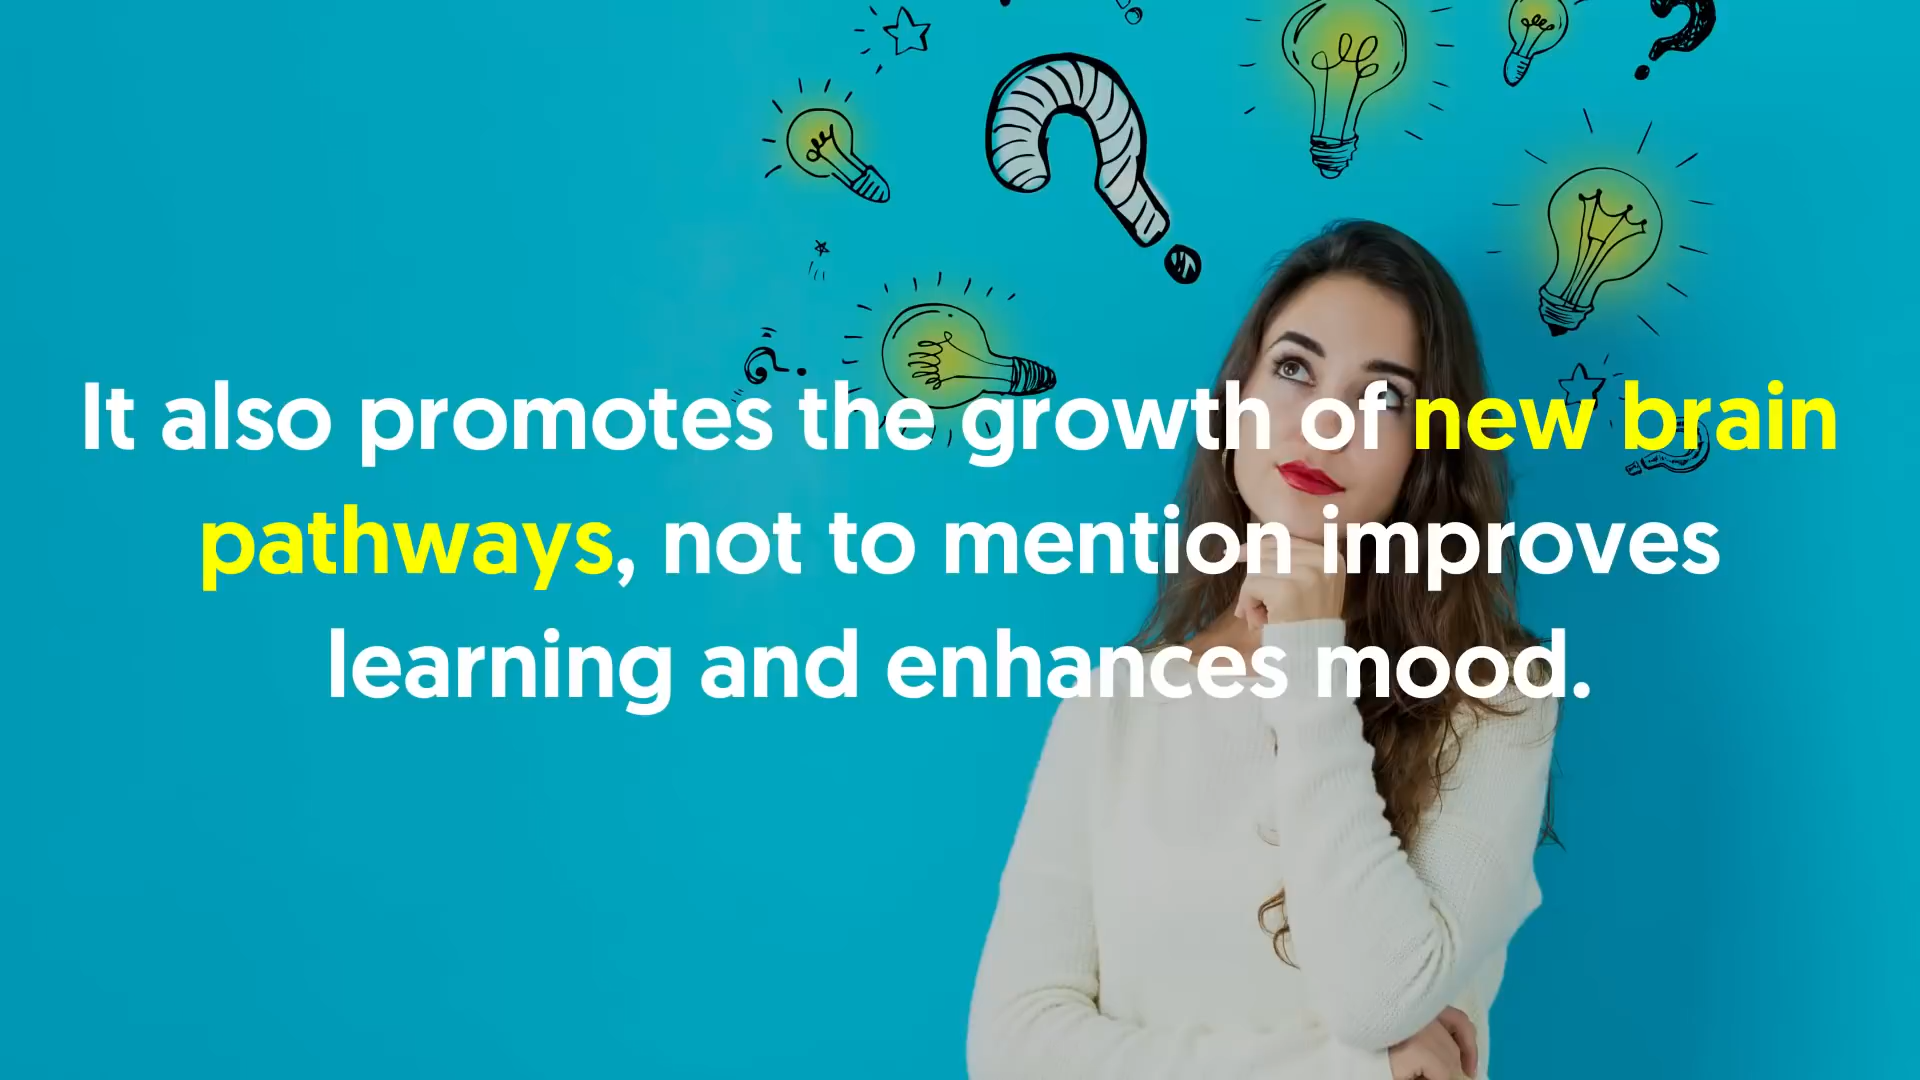 It also promotes the growth of new brain
pathways, not to mention improves
learning and enhances mood.